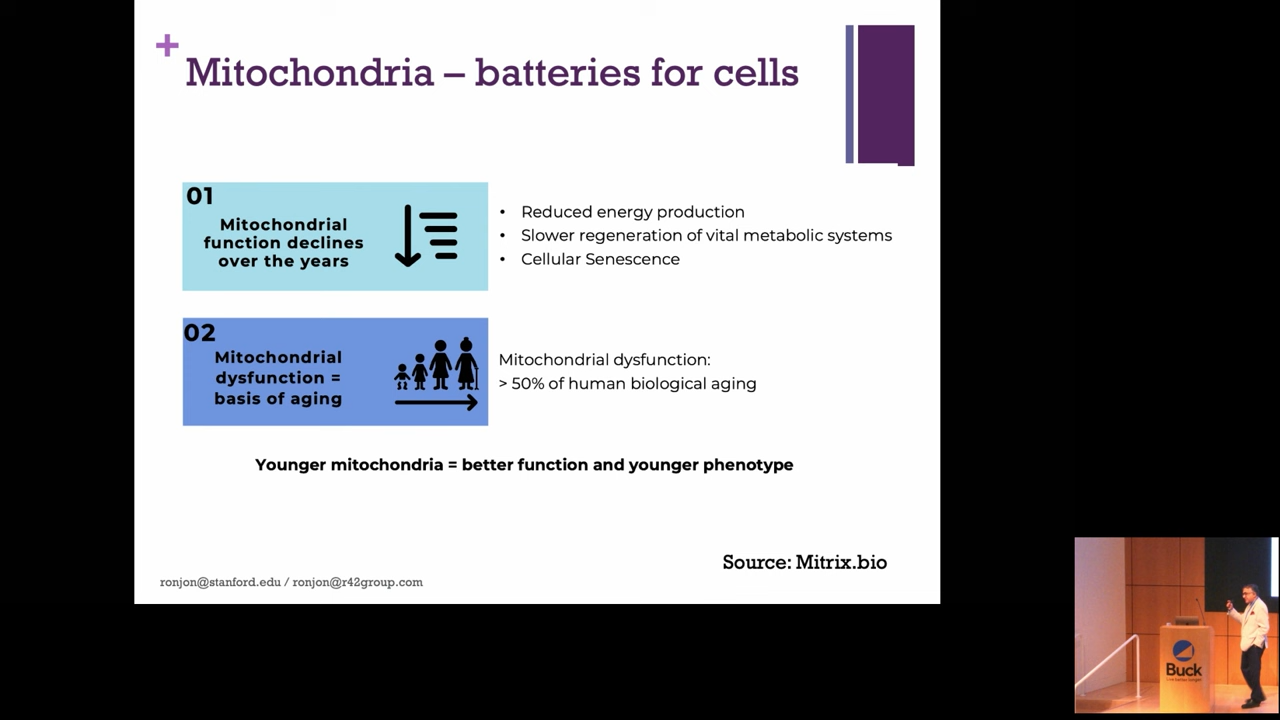 Mitochondria – batteries for cells
01
Mitochondrial
function declines
over the years
• Reduced energy production
• Slower regeneration of vital metabolic systems
• Cellular Senescence
02
Mitochondrial
dysfunction =
basis of aging
Mitochondrial dysfunction:
> 50% of human biological aging
Younger mitochondria = better function and younger phenotype
Source: Mitrix.bio
ronjon@stanford.edu / ronjon@r42group.com
Buck